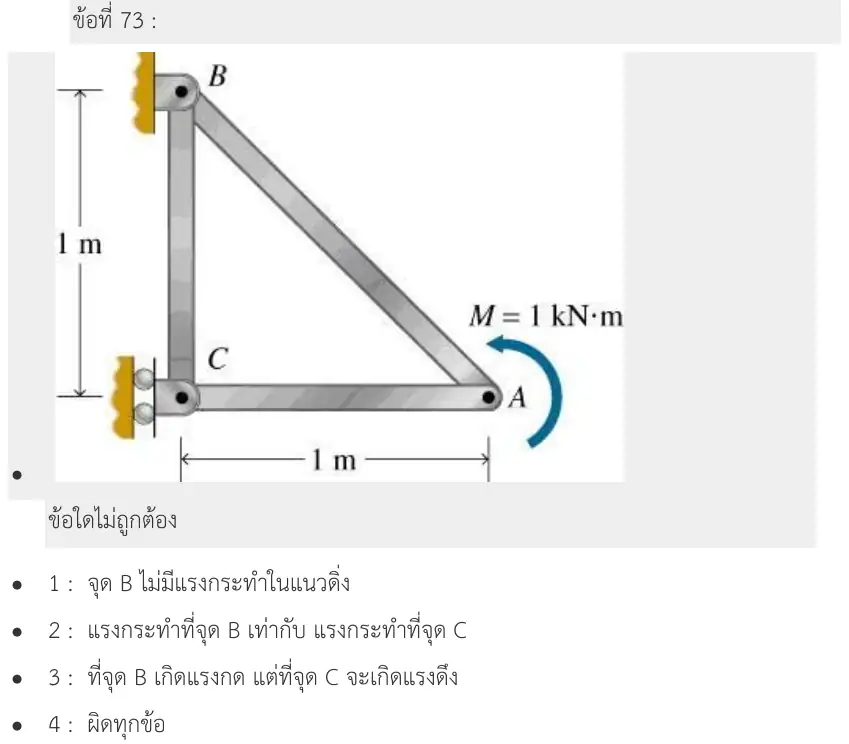 ข้อที่ 73 :
B
1 m
M = 1 kN·m
C
A
1 m
ข้อใดไม่ถูกต้อง
1 : จุด B ไม่มีแรงกระทำในแนวดิ่ง
2 : แรงกระทำที่จุด B เท่ากับ แรงกระทำที่จุด C
3 : ที่จุด B เกิดแรงกด แต่ที่จุด C จะเกิดแรงดึง
4 : ผิดทุกข้อ